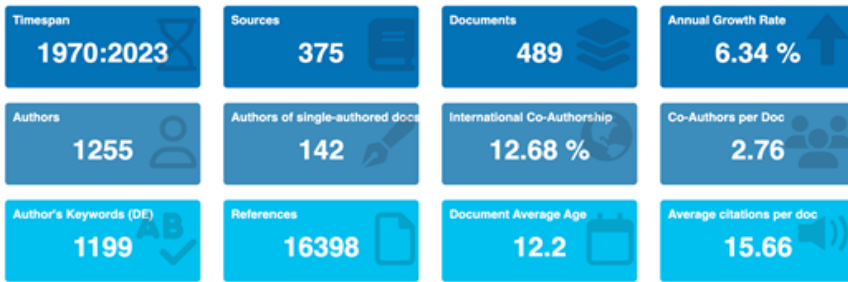 Timespan
1970:2023
Sources
375
Documents
489
Annual Growth Rate
6.34 %
Authors
1255
Authors of single-authored docs
142
International Co-Authorship
12.68 %
Co-Authors per Doc
2.76
Author's Keywords (DE)
1199
AB
References
16398
Document Average Age
12.2
Average citations per doc
15.66